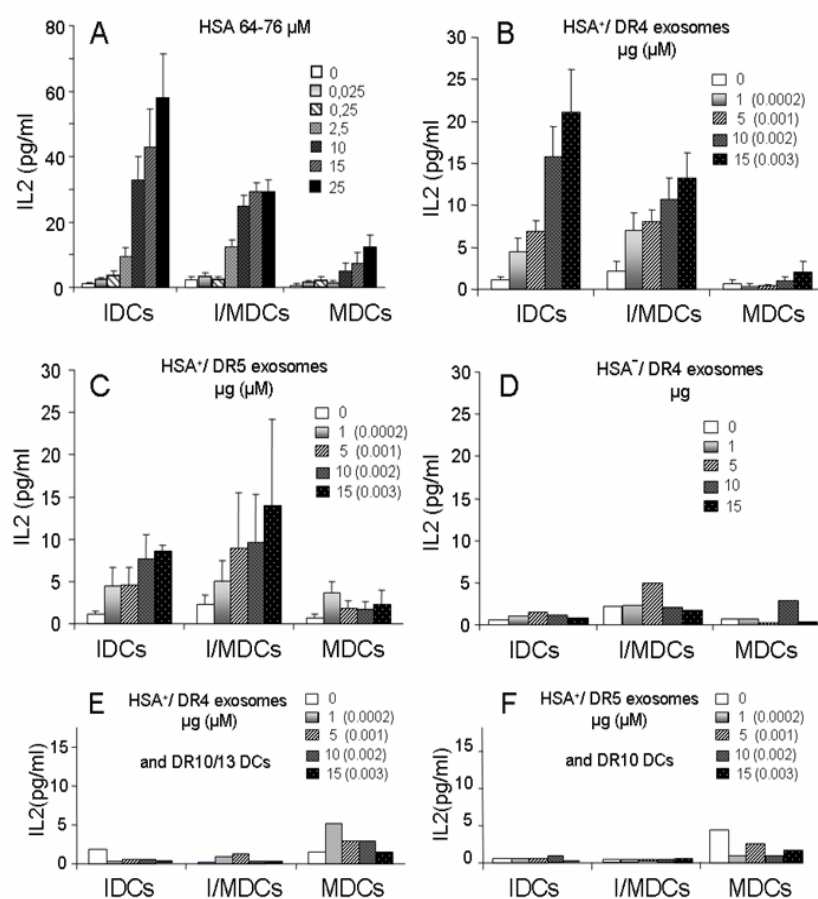 A
HSA 64-76 µM
IL2 (pg/ml)
80
60
40
20
0
0
0,025
0,25
2,5
10
15
25
IDCs I/MDCs MDCs
B
HSA⁺/ DR4 exosomes
µg (µM)
IL2 (pg/ml)
30
25
20
15
10
5
0
0
1 (0.0002)
5 (0.001)
10 (0.002)
15 (0.003)
IDCs I/MDCs MDCs
C
HSA⁺/ DR5 exosomes
µg (µM)
IL2 (pg/ml)
30
25
20
15
10
5
0
0
1 (0.0002)
5 (0.001)
10 (0.002)
15 (0.003)
IDCs I/MDCs MDCs
D
HSA⁻/ DR4 exosomes
µg
IL2 (pg/ml)
30
25
20
15
10
5
0
0
1
5
10
15
IDCs I/MDCs MDCs
E
HSA⁺/ DR4 exosomes
µg (µM)
and DR10/13 DCs
IL2(pg/ml)
15
10
5
0
0
1 (0.0002)
5 (0.001)
10 (0.002)
15 (0.003)
IDCs I/MDCs MDCs
F
HSA⁺/ DR5 exosomes
µg (µM)
and DR10 DCs
IL2(pg/ml)
15
10
5
0
0
1 (0.0002)
5 (0.001)
10 (0.002)
15 (0.003)
IDCs I/MDCs MDCs